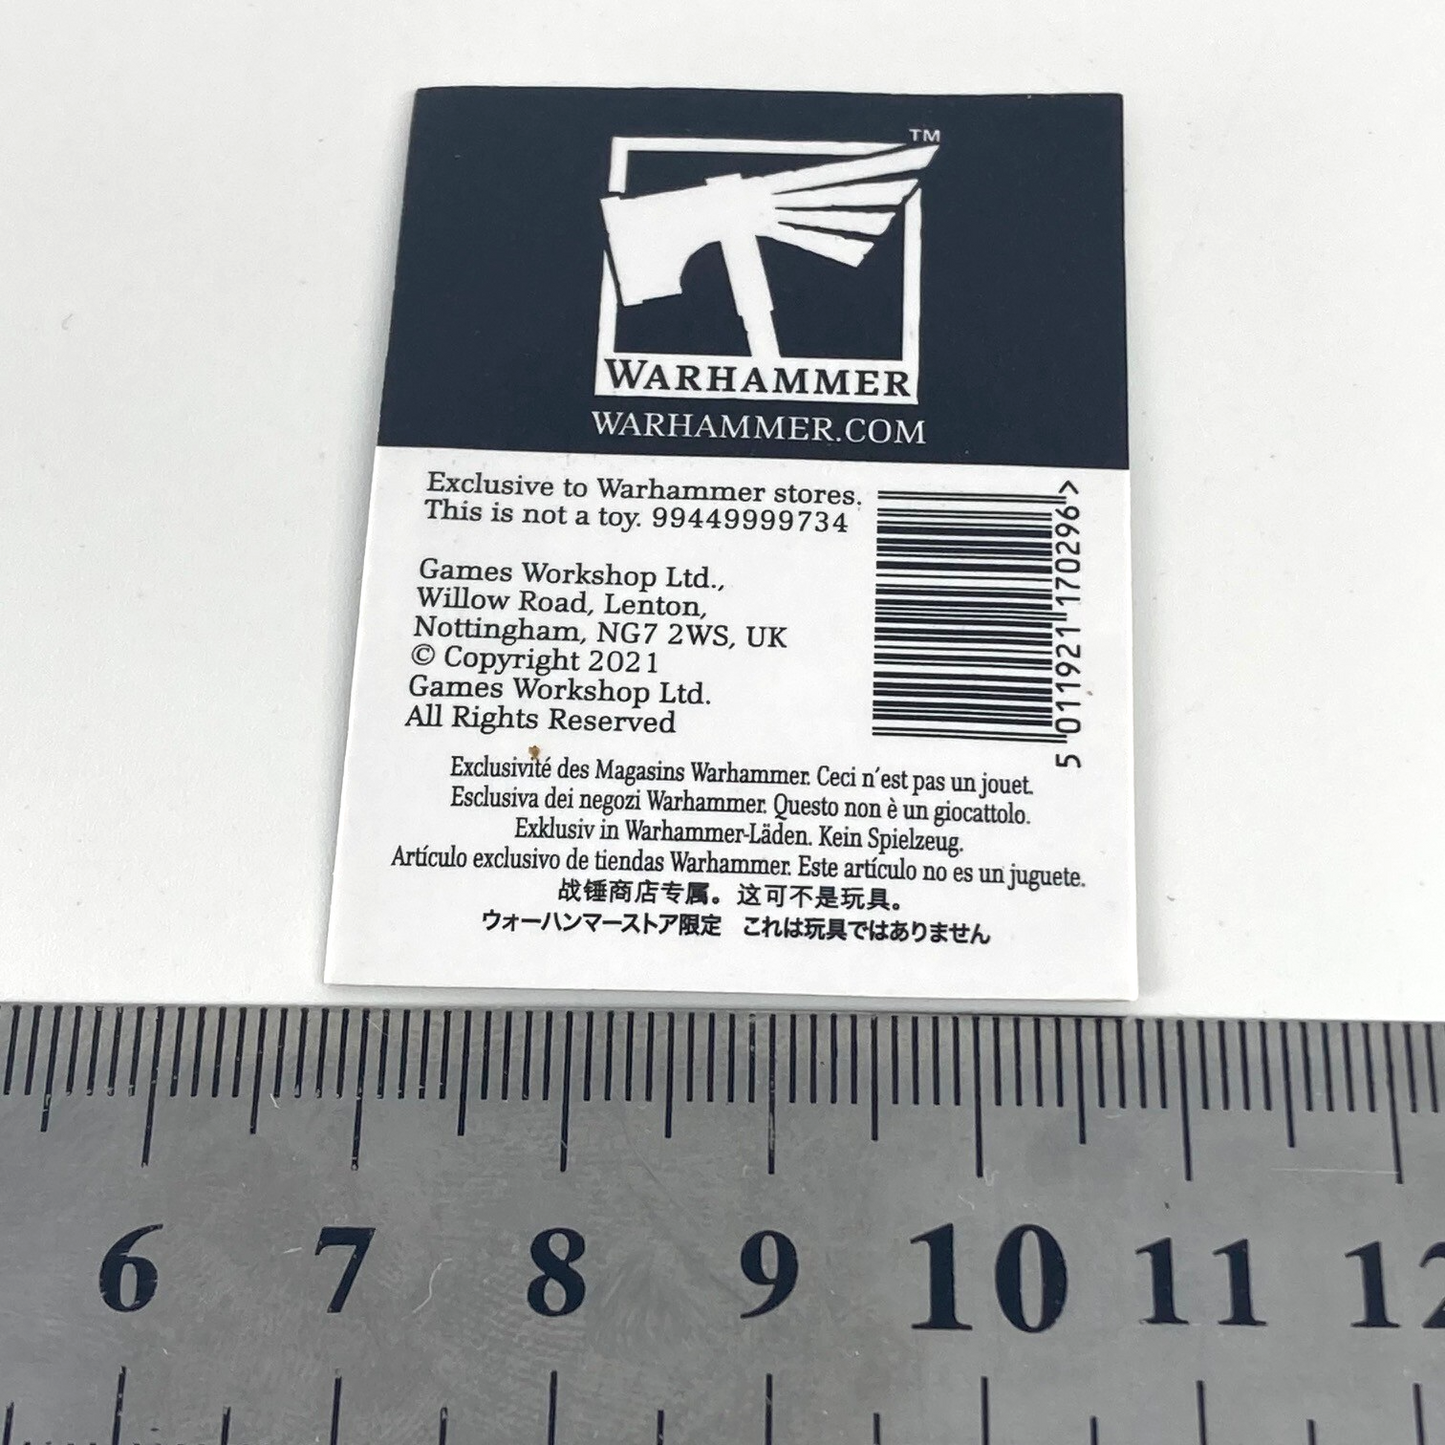 TM
WARHAMMER
WARHAMMER.COM
Exclusive to Warhammer stores.
This is not a toy. 99449999734
Games Workshop Ltd.,
Willow Road, Lenton,
Nottingham, NG7 2WS, UK
© Copyright 2021
Games Workshop Ltd.
All Rights Reserved
5 011921 170296 >
Exclusivité des Magasins Warhammer. Ceci n'est pas un jouet.
Esclusiva dei negozi Warhammer. Questo non è un giocattolo.
Exklusiv in Warhammer-Läden. Kein Spielzeug.
Artículo exclusivo de tiendas Warhammer. Este artículo no es un juguete.
战锤商店专属。这可不是玩具。
ウォーハンマーストア限定 これは玩具ではありません
6 7 8 9 10 11 12